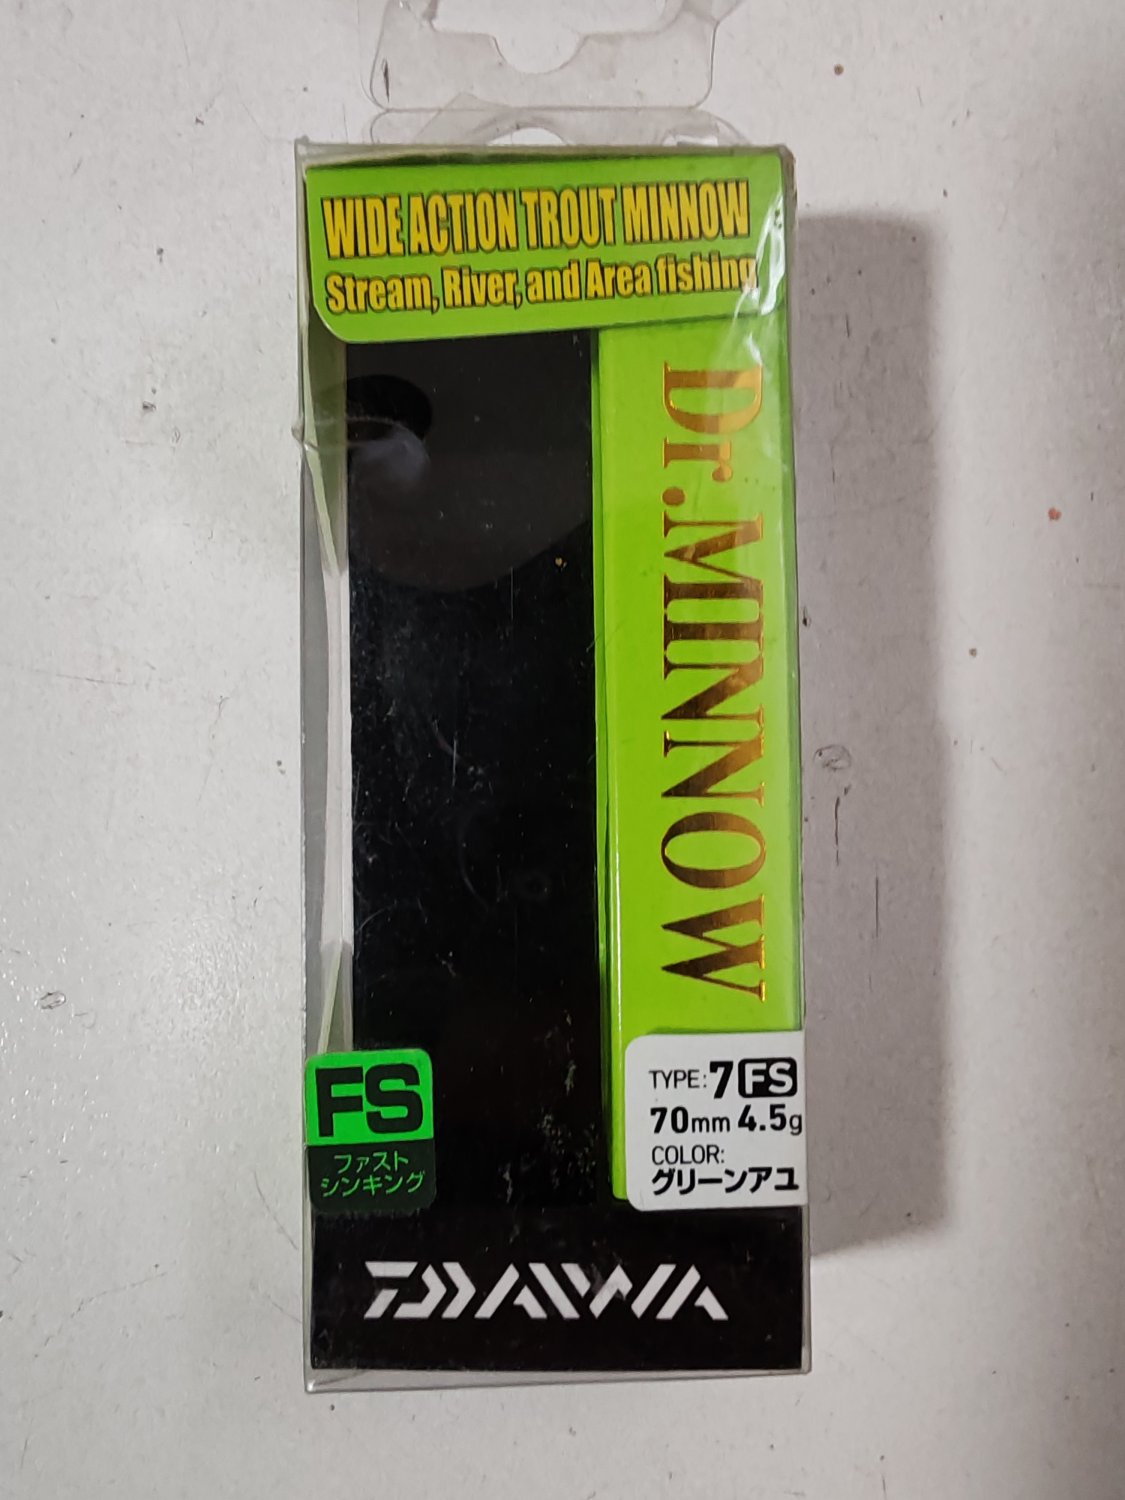 WIDE ACTION TROUT MINNOW
Stream, River, and Area fishing
Dr.MINNOW
FS
ファスト
シンキング
TYPE:7 FS
70mm 4.5g
COLOR:
グリーンアユ
DAIWA